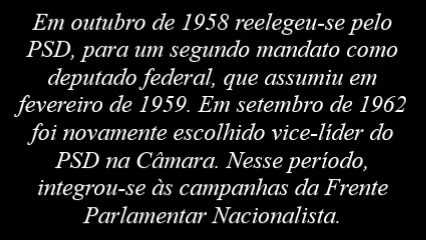 Em outubro de 1958 reelegeu-se pelo
PSD, para um segundo mandato como
deputado federal, que assumiu em
fevereiro de 1959. Em setembro de 1962
foi novamente escolhido vice-líder do
PSD na Câmara. Nesse período,
integrou-se às campanhas da Frente
Parlamentar Nacionalista.